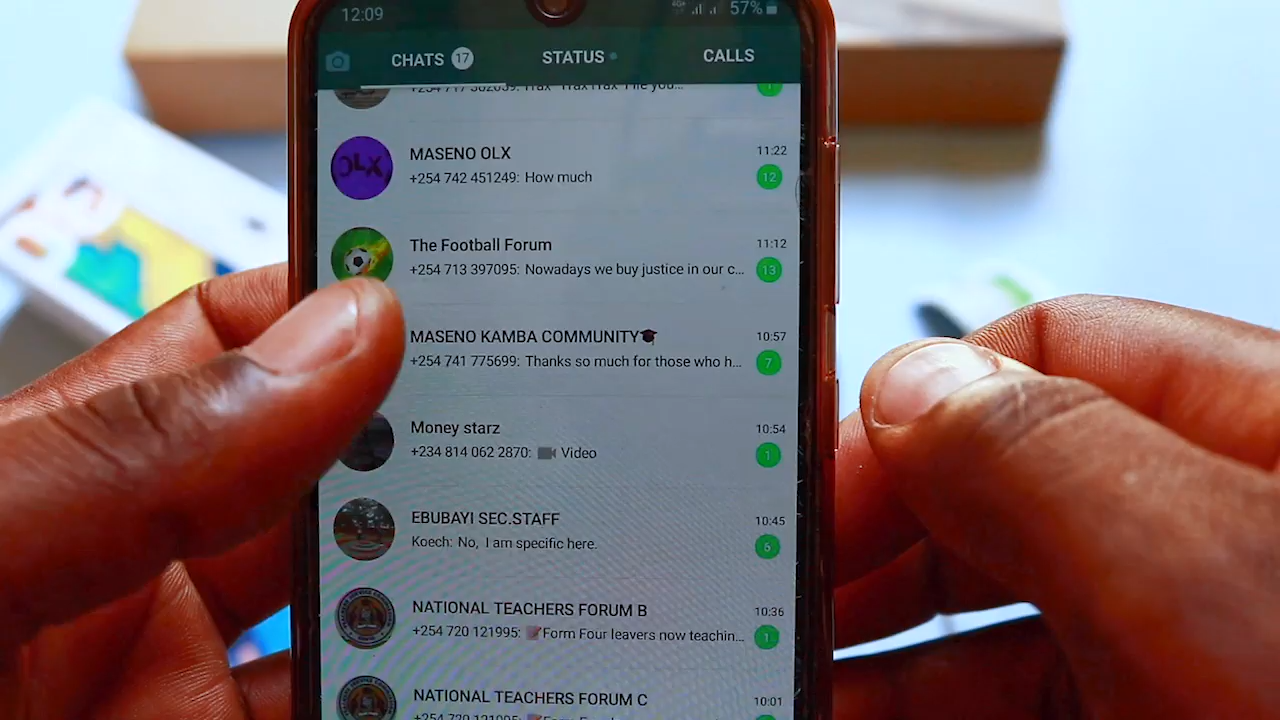 12:09
57%
CHATS 17
STATUS
CALLS
1
MASENO OLX
11:22
OLX
+254 742 451249: How much
12
The Football Forum
11:12
+254 713 397095: Nowadays we buy justice in our c...
13
MASENO KAMBA COMMUNITY🎓
10:57
+254 741 775699: Thanks so much for those who h...
7
Money starz
10:54
+234 814 062 2870: Video
1
EBUBAYI SEC.STAFF
10:45
Koech: No, I am specific here.
6
NATIONAL TEACHERS FORUM B
10:36
+254 720 121995: 📝Form Four leavers now teachin...
1
NATIONAL TEACHERS FORUM C
10:01